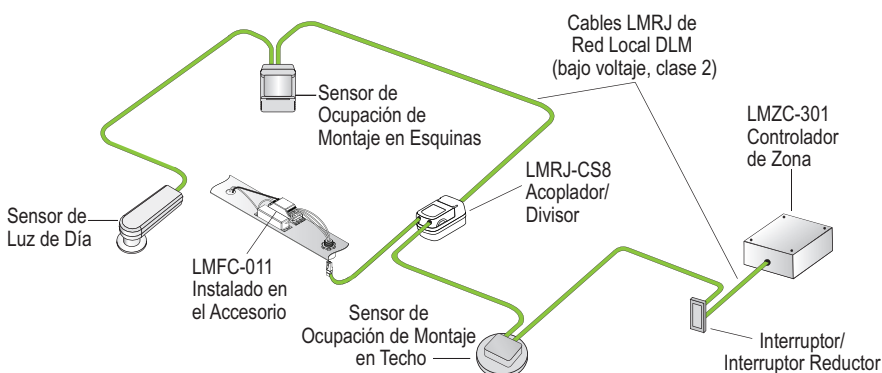 Cables LMRJ de
Red Local DLM
(bajo voltaje, clase 2)
Sensor de
Ocupación de
Montaje en Esquinas
LMZC-301
Controlador
de Zona
LMRJ-CS8
Acoplador/
Divisor
Sensor de
Luz de Día
LMFC-011
Instalado en
el Accesorio
Sensor de
Ocupación de Montaje
en Techo
Interruptor/
Interruptor Reductor